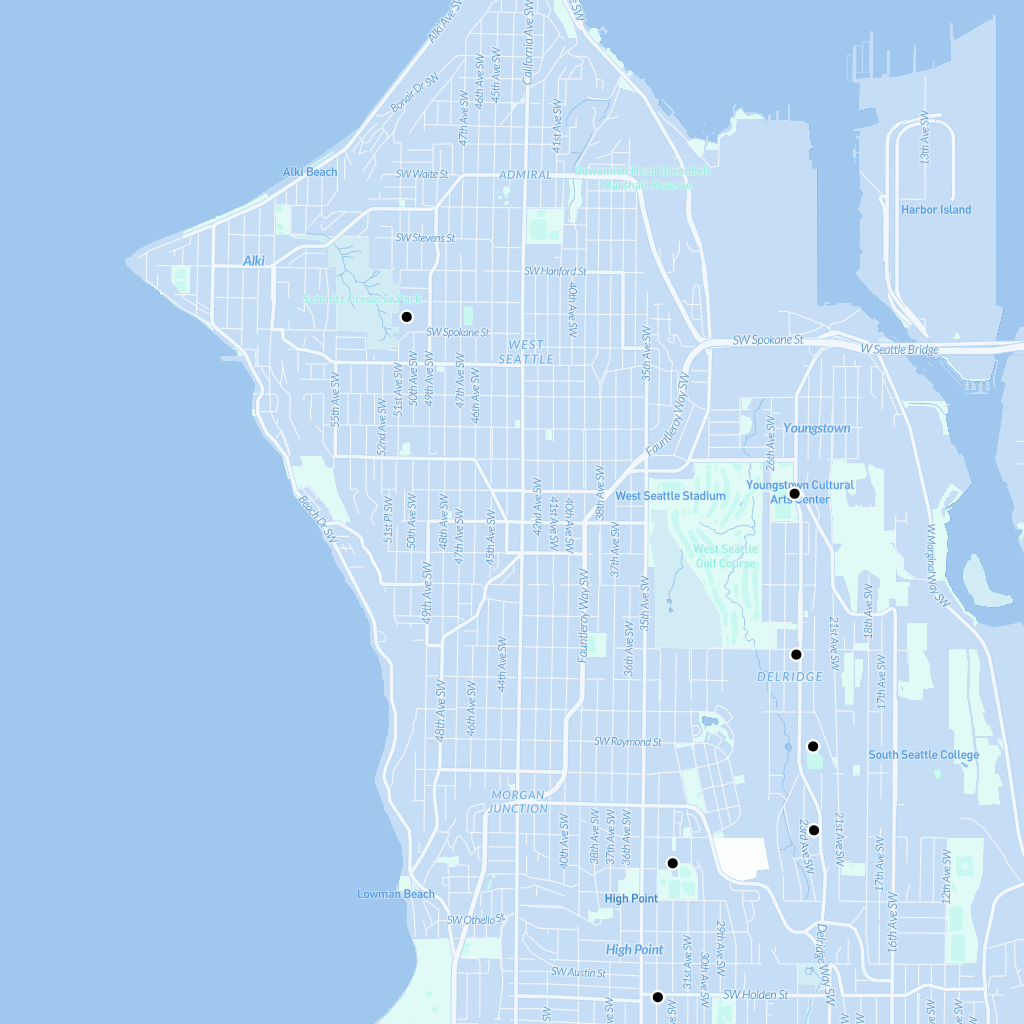 Alki Ave SW
California Ave SW
Bonair Dr SW
47th Ave SW
46th Ave SW
45th Ave SW
41st Ave SW
13th Ave SW
Alki Beach
SW Waite St
ADMIRAL
Duwamish Head Greenbelt
Marshall Reserve
Harbor Island
SW Stevens St
Alki
SW Hanford St
Schmitz Preserve Park
40th Ave SW
SW Spokane St
WEST
SEATTLE
35th Ave SW
SW Spokane St
W Seattle Bridge
55th Ave SW
52nd Ave SW
51st Ave SW
50th Ave SW
49th Ave SW
47th Ave SW
46th Ave SW
Fauntleroy Way SW
26th Ave SW
Youngstown
Beach Dr SW
51st Pl SW
50th Ave SW
48th Ave SW
47th Ave SW
45th Ave SW
42nd Ave SW
41st Ave SW
40th Ave SW
38th Ave SW
37th Ave SW
West Seattle Stadium
Youngstown Cultural
Arts Center
West Seattle
Golf Course
W Marginal Way SW
49th Ave SW
Fauntleroy Way SW
35th Ave SW
36th Ave SW
44th Ave SW
21st Ave SW
18th Ave SW
17th Ave SW
DELRIDGE
48th Ave SW
46th Ave SW
SW Raymond St
South Seattle College
MORGAN
JUNCTION
40th Ave SW
38th Ave SW
37th Ave SW
36th Ave SW
23rd Ave SW
21st Ave SW
17th Ave SW
16th Ave SW
12th Ave SW
Lowman Beach
High Point
SW Othello St
High Point
SW Austin St
31st Ave SW
30th Ave SW
29th Ave SW
Delridge Way SW
SW Holden St